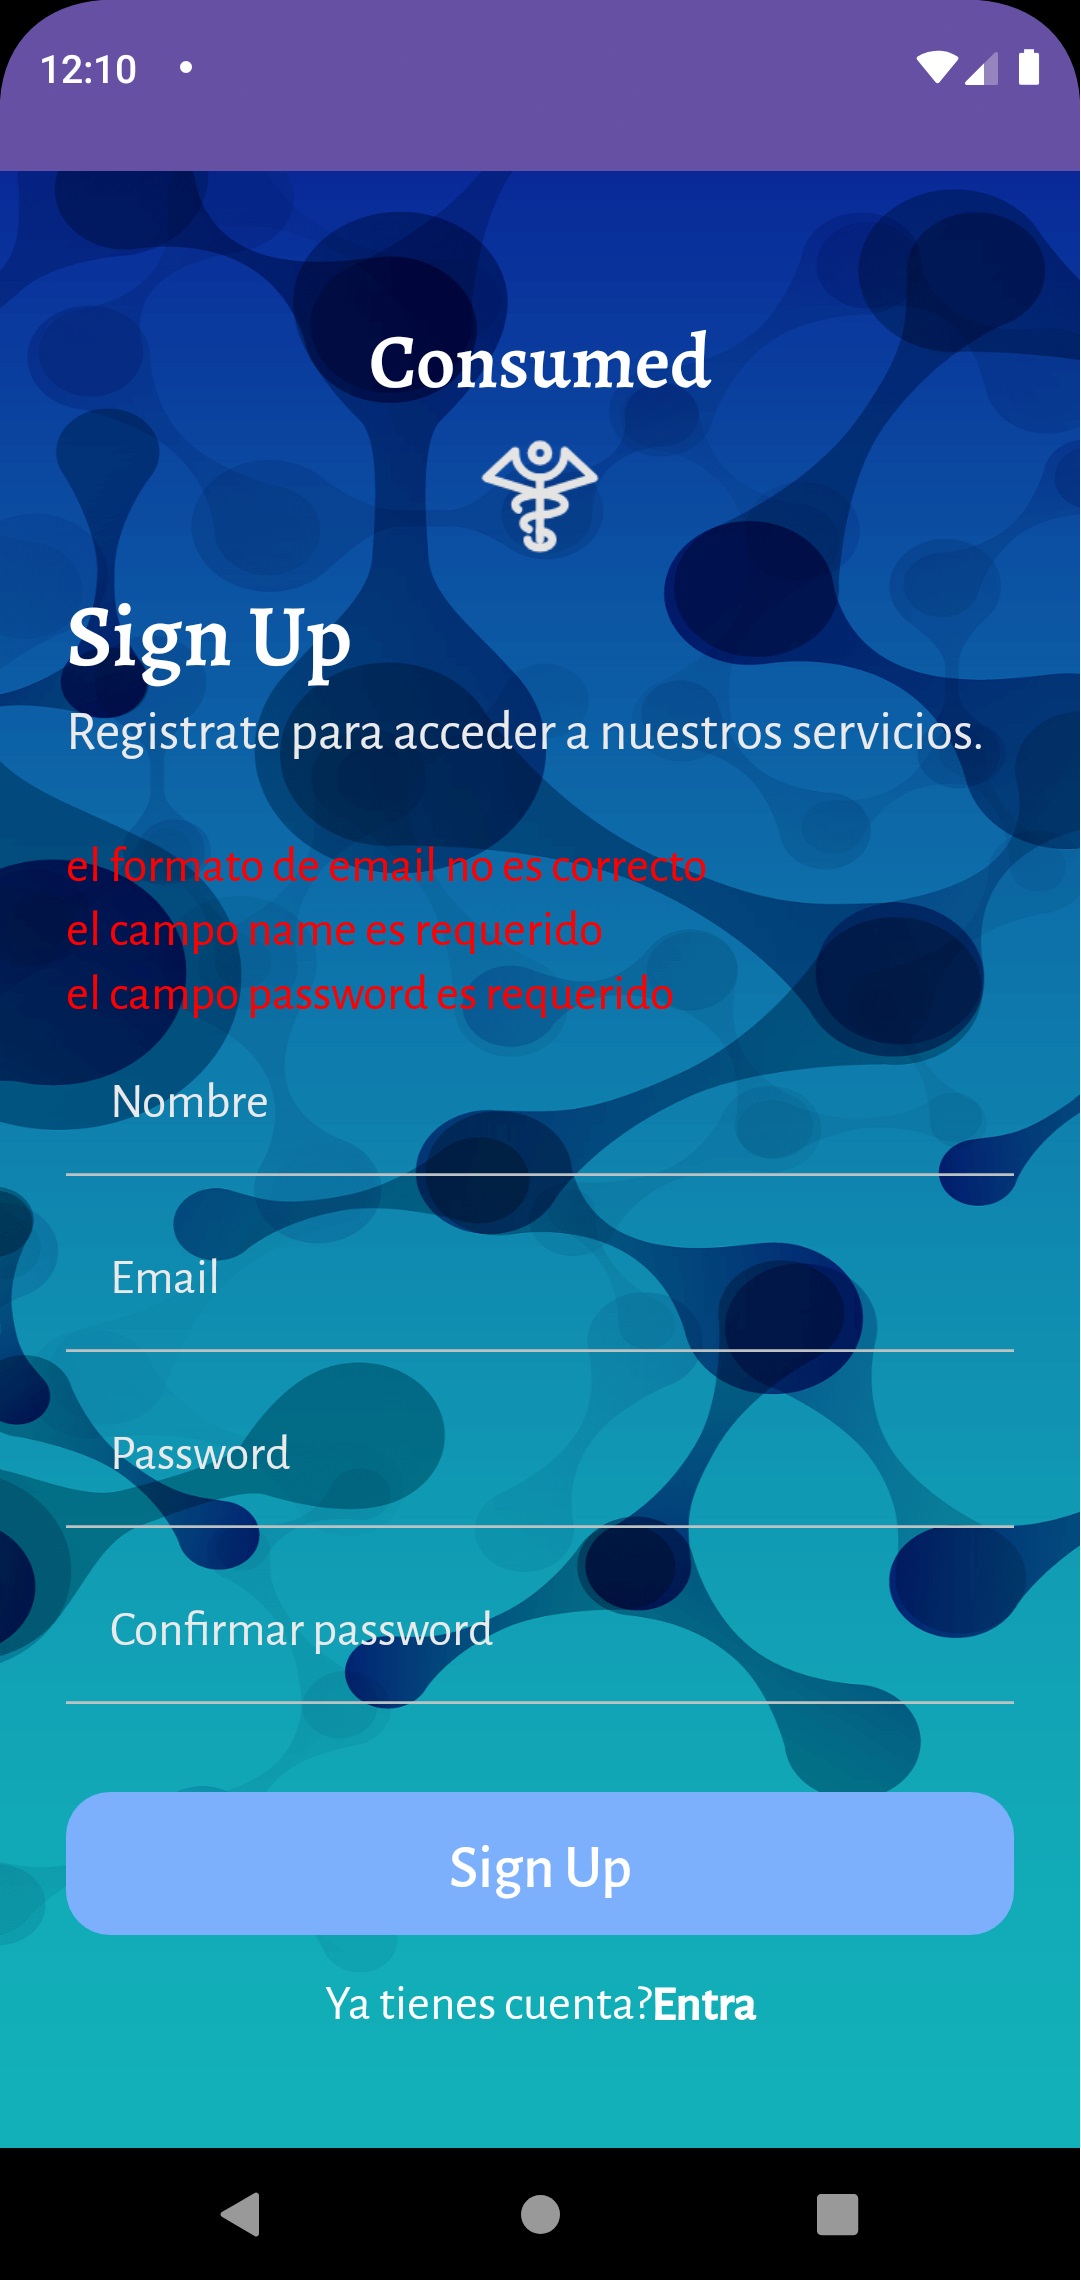 12:10
Consumed
Sign Up
Registrate para acceder a nuestros servicios.
el formato de email no es correcto
el campo name es requerido
el campo password es requerido
Nombre
Email
Password
Confirmar password
Sign Up
Ya tienes cuenta?Entra